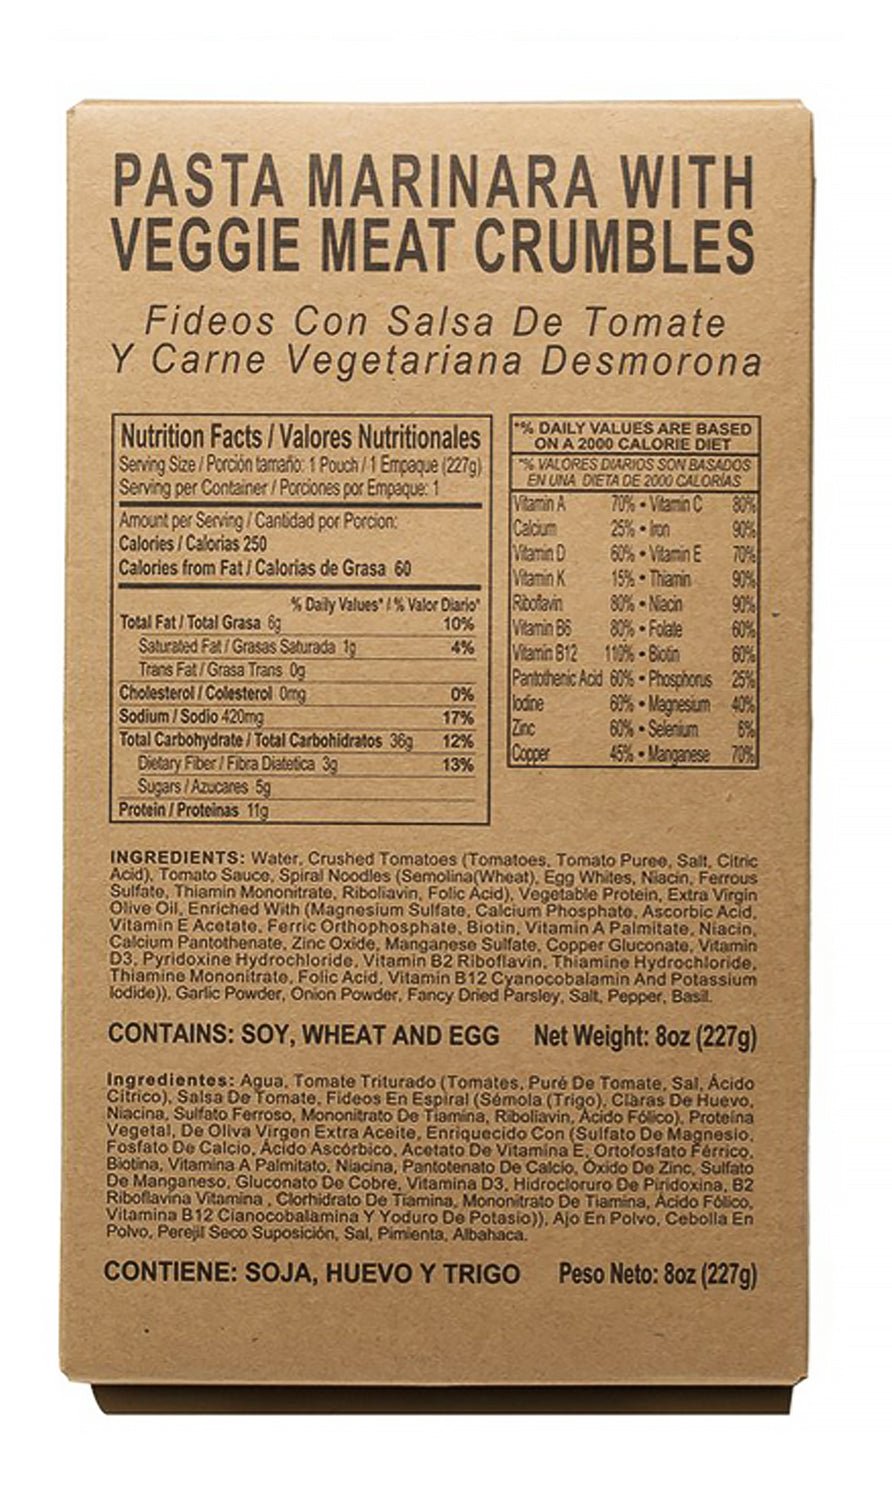 PASTA MARINARA WITH
VEGGIE MEAT CRUMBLES
Fideos Con Salsa De Tomate
Y Carne Vegetariana Desmorona
Nutrition Facts / Valores Nutritionales
Serving Size / Porción tamaño: 1 Pouch / 1 Empaque (227g)
Serving per Container / Porciones por Empaque: 1
Amount per Serving / Cantidad por Porcion:
Calories / Calorias 250
Calories from Fat / Calorias de Grasa 60
% Daily Values* / % Valor Diario*
Total Fat / Total Grasa 6g 10%
Saturated Fat / Grasas Saturada 1g 4%
Trans Fat / Grasa Trans 0g
Cholesterol / Colesterol 0mg 0%
Sodium / Sodio 420mg 17%
Total Carbohydrate / Total Carbohidratos 36g 12%
Dietary Fiber / Fibra Diatetica 3g 13%
Sugars / Azucares 5g
Protein / Proteinas 11g
*% DAILY VALUES ARE BASED
ON A 2000 CALORIE DIET
*% VALORES DIARIOS SON BASADOS
EN UNA DIETA DE 2000 CALORÍAS
Vitamin A 70% • Vitamin C 80%
Calcium 25% • Iron 90%
Vitamin D 60% • Vitamin E 70%
Vitamin K 15% • Thiamin 90%
Riboflavin 80% • Niacin 90%
Vitamin B6 80% • Folate 60%
Vitamin B12 110% • Biotin 60%
Pantothenic Acid 60% • Phosphorus 25%
Iodine 60% • Magnesium 40%
Zinc 60% • Selenium 6%
Copper 45% • Manganese 70%
INGREDIENTS: Water, Crushed Tomatoes (Tomatoes, Tomato Puree, Salt, Citric
Acid), Tomato Sauce, Spiral Noodles (Semolina(Wheat), Egg Whites, Niacin, Ferrous
Sulfate, Thiamin Mononitrate, Riboliavin, Folic Acid), Vegetable Protein, Extra Virgin
Olive Oil, Enriched With (Magnesium Sulfate, Calcium Phosphate, Ascorbic Acid,
Vitamin E Acetate, Ferric Orthophosphate, Biotin, Vitamin A Palmitate, Niacin,
Calcium Pantothenate, Zinc Oxide, Manganese Sulfate, Copper Gluconate, Vitamin
D3, Pyridoxine Hydrochloride, Vitamin B2 Riboflavin, Thiamine Hydrochloride,
Thiamine Mononitrate, Folic Acid, Vitamin B12 Cyanocobalamin And Potassium
Iodide)), Garlic Powder, Onion Powder, Fancy Dried Parsley, Salt, Pepper, Basil.
CONTAINS: SOY, WHEAT AND EGG Net Weight: 8oz (227g)
Ingredientes: Agua, Tomate Triturado (Tomates, Puré De Tomate, Sal, Ácido
Cítrico), Salsa De Tomate, Fideos En Espiral (Sémola (Trigo), Claras De Huevo,
Niacina, Sulfato Ferroso, Mononitrato De Tiamina, Riboliavin, Ácido Fólico), Proteína
Vegetal, De Oliva Virgen Extra Aceite, Enriquecido Con (Sulfato De Magnesio,
Fosfato De Calcio, Ácido Ascórbico, Acetato De Vitamina E, Ortofosfato Férrico,
Biotina, Vitamina A Palmitato, Niacina, Pantotenato De Calcio, Óxido De Zinc, Sulfato
De Manganeso, Gluconato De Cobre, Vitamina D3, Hidrocloruro De Piridoxina, B2
Riboflavina Vitamina , Clorhidrato De Tiamina, Mononitrato De Tiamina, Ácido Fólico,
Vitamina B12 Cianocobalamina Y Yoduro De Potasio)), Ajo En Polvo, Cebolla En
Polvo, Perejil Seco Suposición, Sal, Pimienta, Albahaca.
CONTIENE: SOJA, HUEVO Y TRIGO Peso Neto: 8oz (227g)